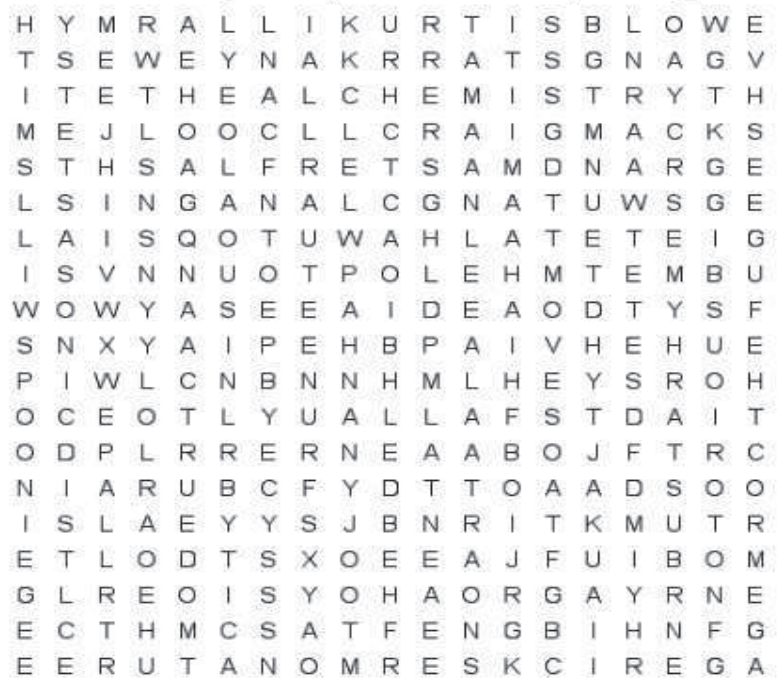 H Y M R A L L I K U R T I S B L O W E
T S E W E Y N A K R R A T S G N A G V
I T E T H E A L C H E M I S T R Y T H
M E J L O O C L L C R A I G M A C K S
S T H S A L F R E T S A M D N A R G E
L S I N G A N A L C G N A T U W S G E
L A I S Q O T U W A H L A T E T E I G
I S V N N U O T P O L E H M T E M B U
W O W Y A S E E A I D E A O D T Y S F
S N X Y A I P E H B P A I V H E H U E
P I W L C N B N N H M L H E Y S R O H
O C E O T L Y U A L L A F S T D A I T
O D P L R R E R N E A A B O J F T R C
N I A R U B C F Y D T T O A A D S O O
I S L A E Y Y S J B N R I T K M U T R
E T L O D T S X O E E A J F U I B O M
G L R E O I S Y O H A O R G A Y R N E
E C T H M C S A T F E N G B I H N F G
E E R U T A N O M R E S K C I R E G A